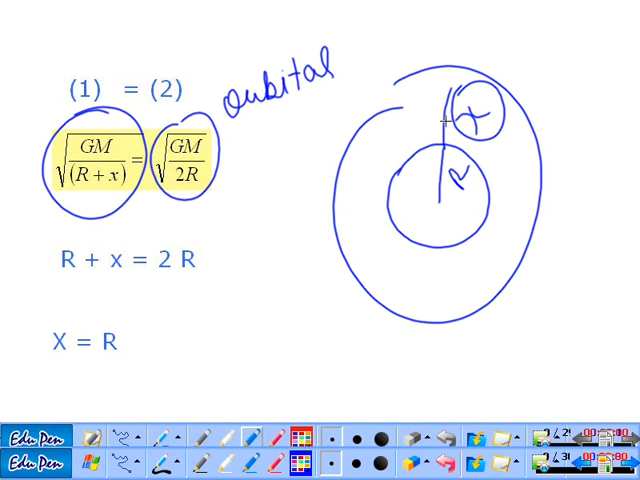 (1) = (2)
orbital
√(GM/(R + x)) = √(GM/2R)
x
R
R + x = 2 R
X = R
Edu Pen
Edu Pen